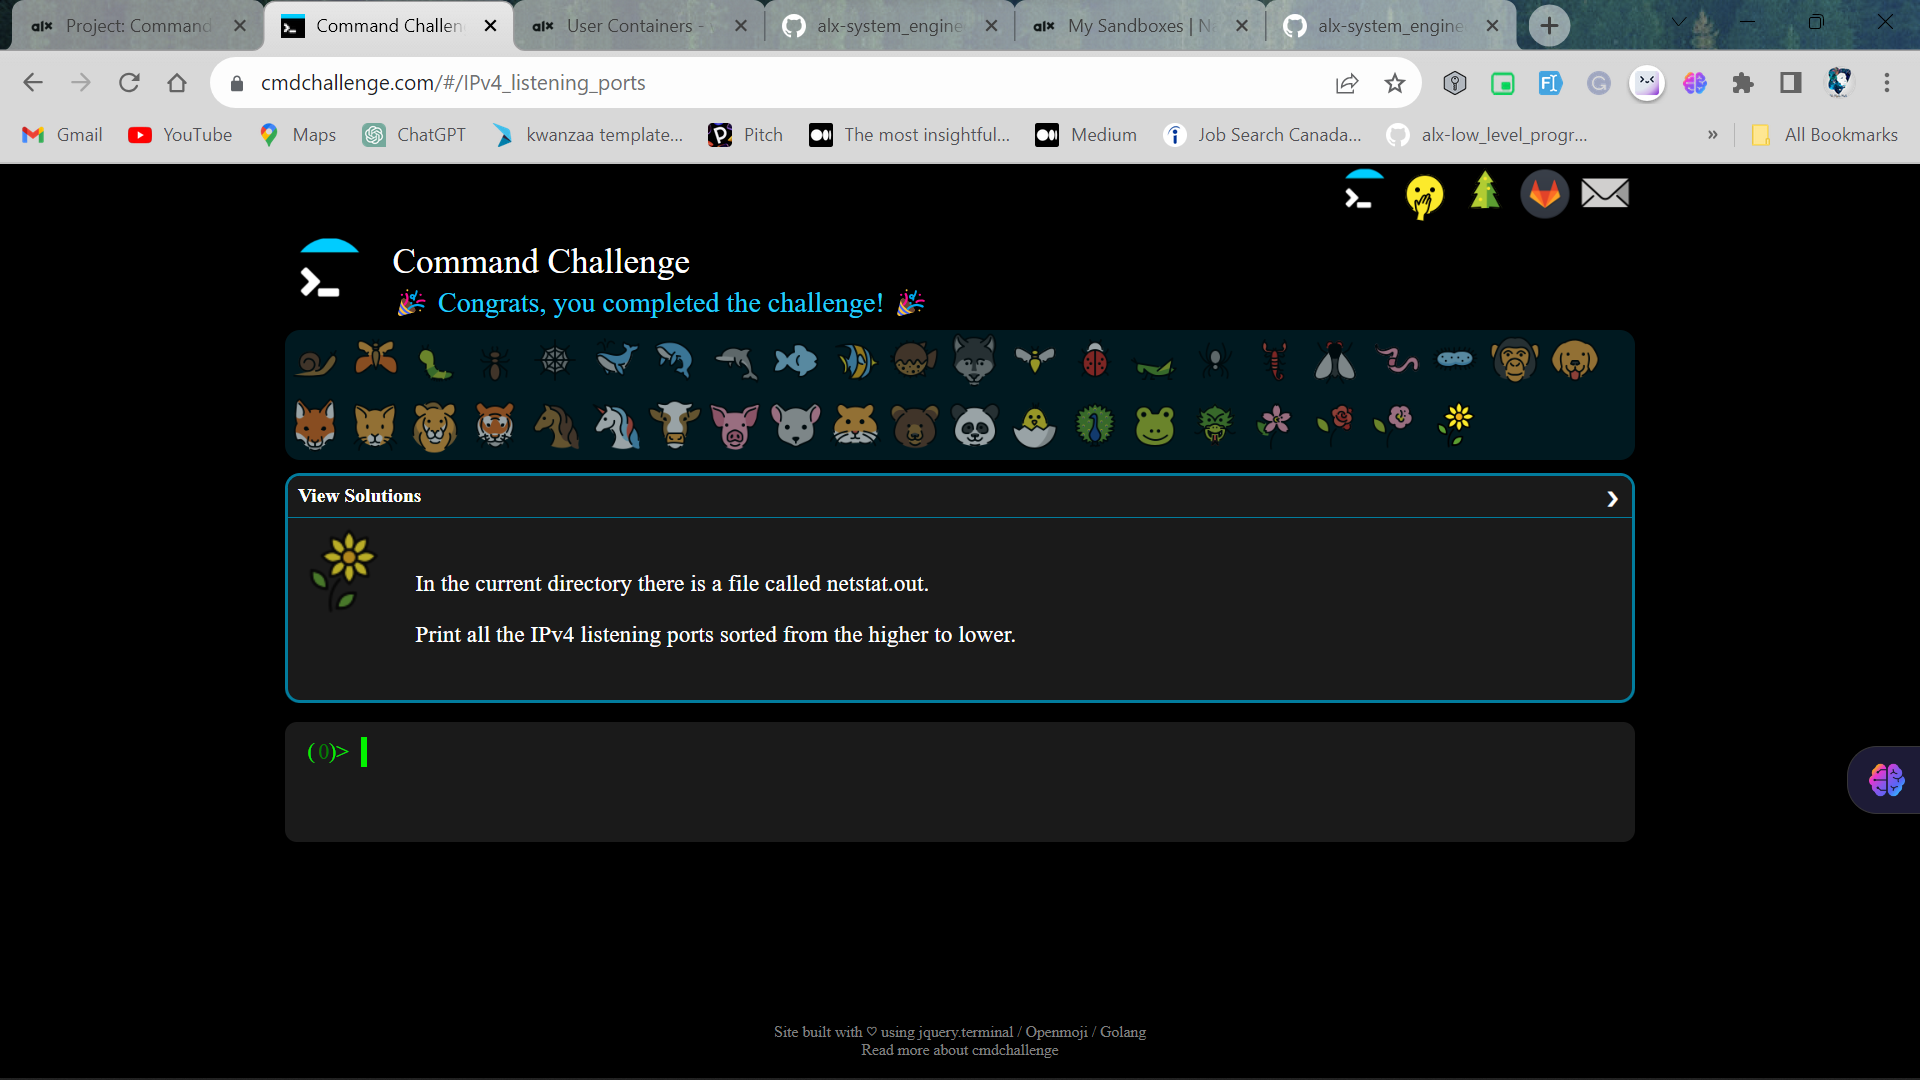 alx Project: Command
Command Challen
alx User Containers -
alx-system_engine
alx My Sandboxes | N
alx-system_engine
cmdchallenge.com/#/IPv4_listening_ports
Gmail YouTube Maps ChatGPT kwanzaa template... Pitch The most insightful... Medium Job Search Canada... alx-low_level_progr... » All Bookmarks
Command Challenge
Congrats, you completed the challenge!
View Solutions
In the current directory there is a file called netstat.out.
Print all the IPv4 listening ports sorted from the higher to lower.
(0)>
Site built with ♡ using jquery.terminal / Openmoji / Golang
Read more about cmdchallenge